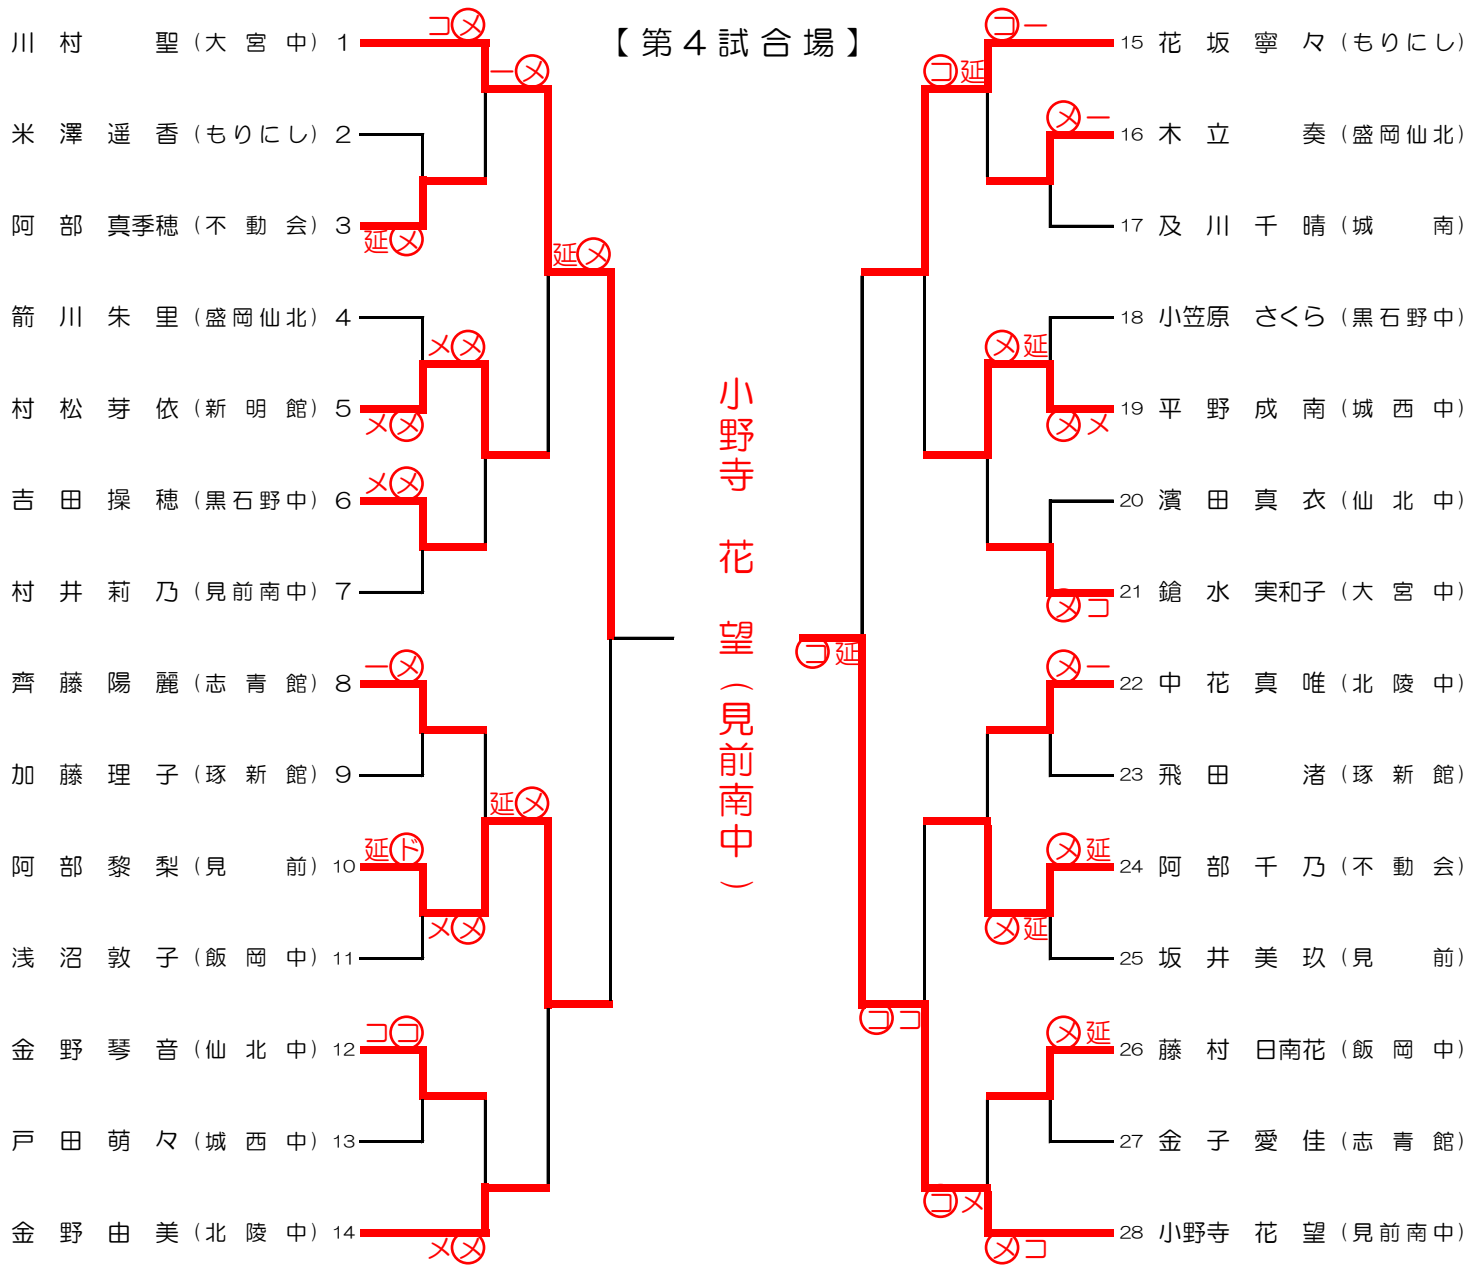 【第４試合場】
川村　聖（大宮中）1
コメ
一メ
米澤遥香（もりにし）2
阿部真季穂（不動会）3
延メ
延メ
箭川朱里（盛岡仙北）4
メメ
村松芽依（新明館）5
メメ
吉田操穂（黒石野中）6
メメ
村井莉乃（見前南中）7
齊藤陽麗（志青館）8
一メ
加藤理子（琢新館）9
延メ
阿部黎梨（見前）10
延ド
メメ
浅沼敦子（飯岡中）11
金野琴音（仙北中）12
ココ
戸田萌々（城西中）13
金野由美（北陵中）14
メメ
小野寺　花　望（見前南中）
コ延
ココ
コ一
15 花坂寧々（もりにし）
コ延
メ一
16 木立　奏（盛岡仙北）
17 及川千晴（城南）
18 小笠原さくら（黒石野中）
メ延
19 平野成南（城西中）
メメ
20 濱田真衣（仙北中）
21 鎗水実和子（大宮中）
メコ
メ一
22 中花真唯（北陵中）
23 飛田　渚（琢新館）
メ延
24 阿部千乃（不動会）
メ延
25 坂井美玖（見前）
メ延
26 藤村日南花（飯岡中）
27 金子愛佳（志青館）
コメ
28 小野寺花望（見前南中）
メコ